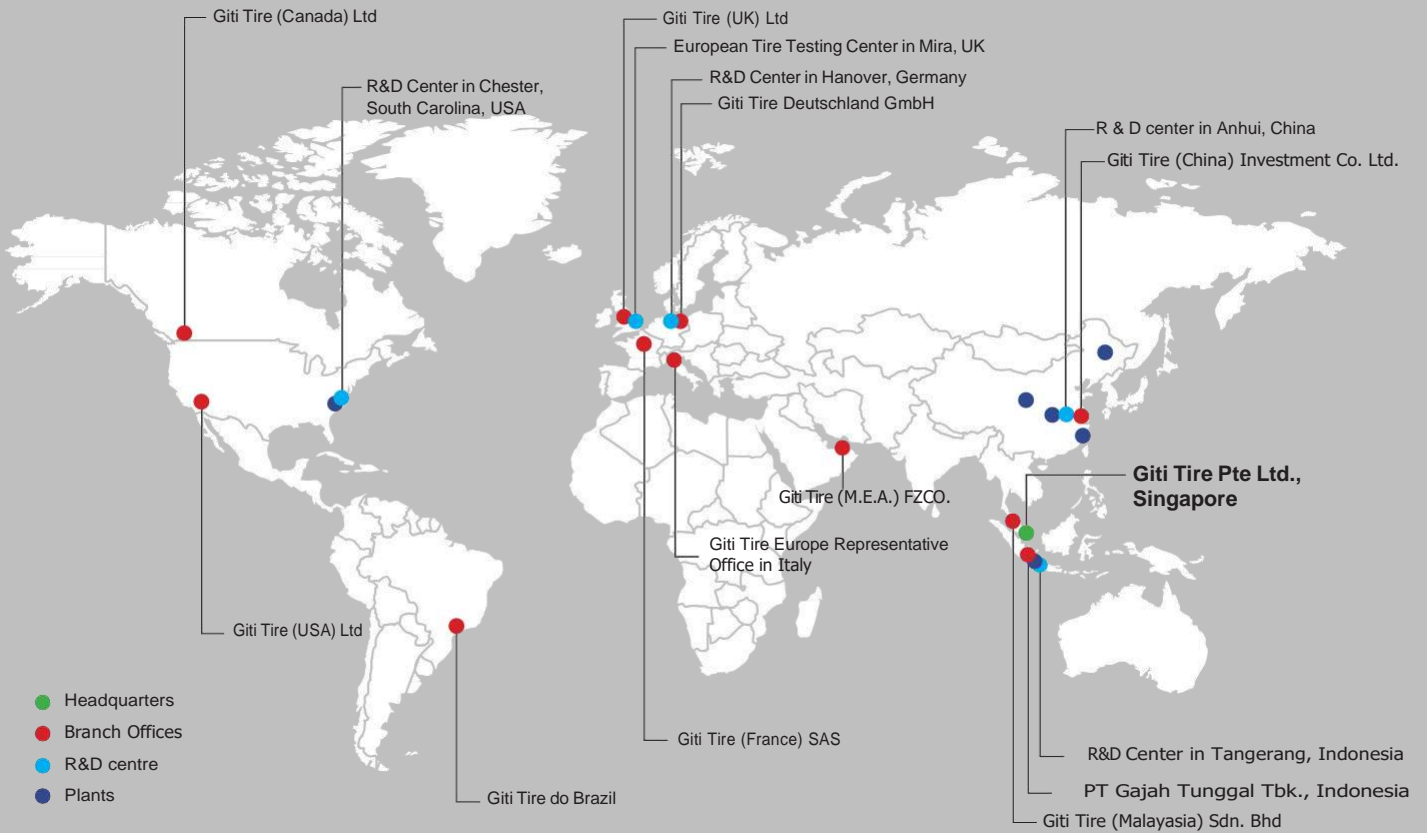 Giti Tire (Canada) Ltd
R&D Center in Chester,
South Carolina, USA
Giti Tire (UK) Ltd
European Tire Testing Center in Mira, UK
R&D Center in Hanover, Germany
Giti Tire Deutschland GmbH
R & D center in Anhui, China
Giti Tire (China) Investment Co. Ltd.
Giti Tire Pte Ltd.,
Singapore
Giti Tire (M.E.A.) FZCO.
Giti Tire Europe Representative
Office in Italy
Giti Tire (USA) Ltd
Giti Tire (France) SAS
Giti Tire do Brazil
R&D Center in Tangerang, Indonesia
PT Gajah Tunggal Tbk., Indonesia
Giti Tire (Malayasia) Sdn. Bhd
Headquarters
Branch Offices
R&D centre
Plants